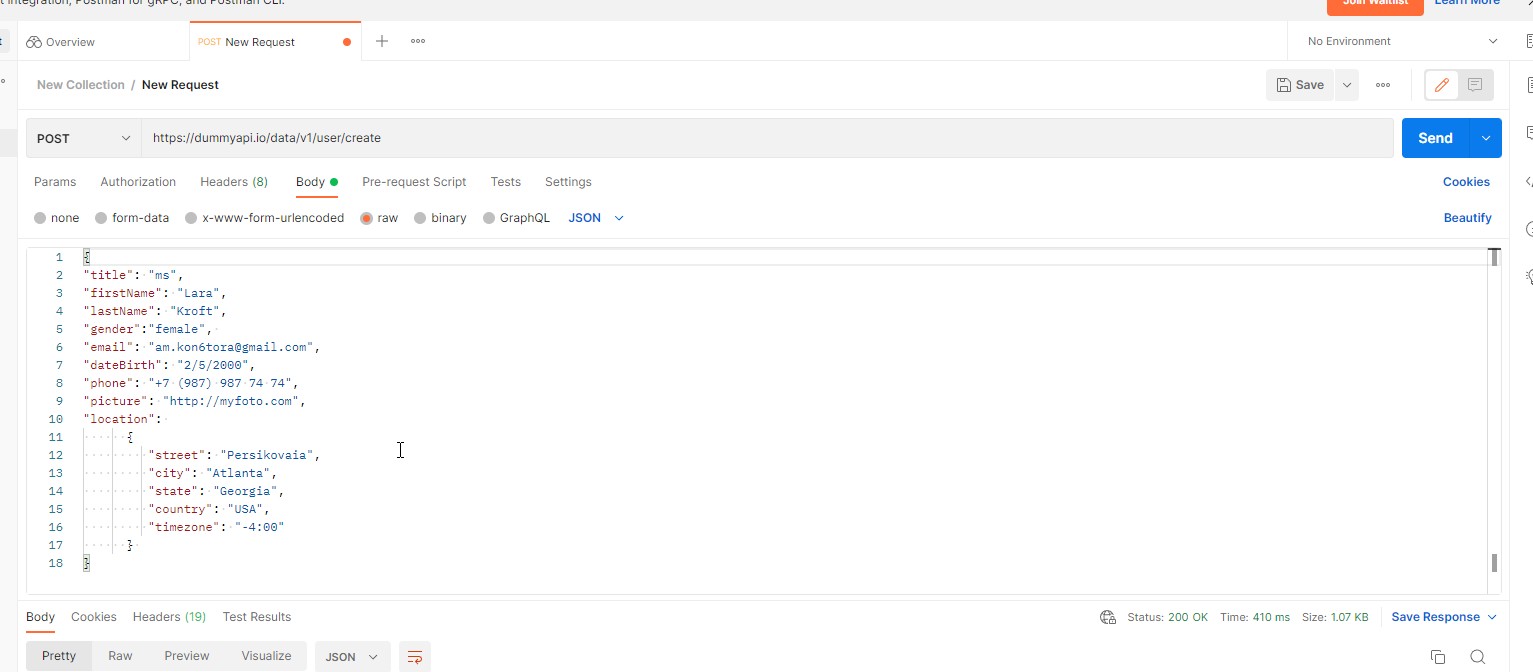 t integration, Postman for gRPC, and Postman CLI.
Join Waitlist Learn More
Overview POST New Request No Environment
New Collection / New Request Save
POST https://dummyapi.io/data/v1/user/create Send
Params Authorization Headers (8) Body Pre-request Script Tests Settings Cookies
none form-data x-www-form-urlencoded raw binary GraphQL JSON Beautify
1 {
2 "title": "ms",
3 "firstName": "Lara",
4 "lastName": "Kroft",
5 "gender":"female",
6 "email": "am.kon6tora@gmail.com",
7 "dateBirth": "2/5/2000",
8 "phone": "+7 (987) 987 74 74",
9 "picture": "http://myfoto.com",
10 "location":
11 {
12 "street": "Persikovaia",
13 "city": "Atlanta",
14 "state": "Georgia",
15 "country": "USA",
16 "timezone": "-4:00"
17 }
18 }
Body Cookies Headers (19) Test Results Status: 200 OK Time: 410 ms Size: 1.07 KB Save Response
Pretty Raw Preview Visualize JSON